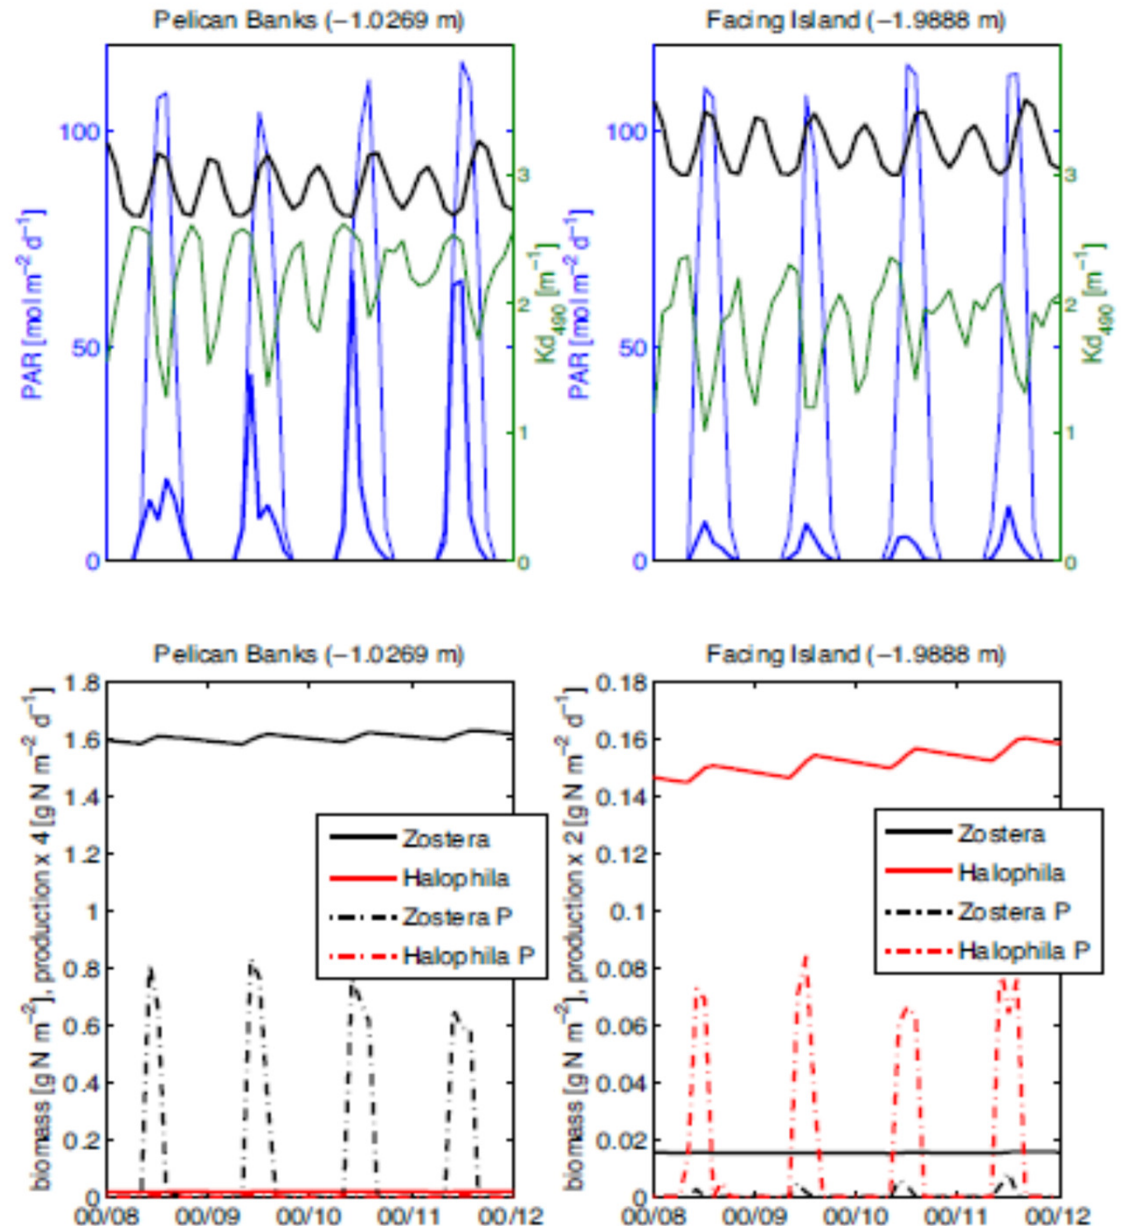 Pelican Banks (−1.0269 m)
Facing Island (−1.9888 m)
PAR [mol m⁻² d⁻¹]
100
50
0
3
2
1
0
Kd₄₉₀ [m⁻¹]
PAR [mol m⁻² d⁻¹]
100
50
0
3
2
1
0
Kd₄₉₀ [m⁻¹]
Pelican Banks (−1.0269 m)
Facing Island (−1.9888 m)
biomass [g N m⁻²], production x 4 [g N m⁻² d⁻¹]
1.8
1.6
1.4
1.2
1
0.8
0.6
0.4
0.2
0
Zostera
Halophila
Zostera P
Halophila P
00/08 00/09 00/10 00/11 00/12
biomass [g N m⁻²], production x 2 [g N m⁻² d⁻¹]
0.18
0.16
0.14
0.12
0.1
0.08
0.06
0.04
0.02
0
Zostera
Halophila
Zostera P
Halophila P
00/08 00/09 00/10 00/11 00/12